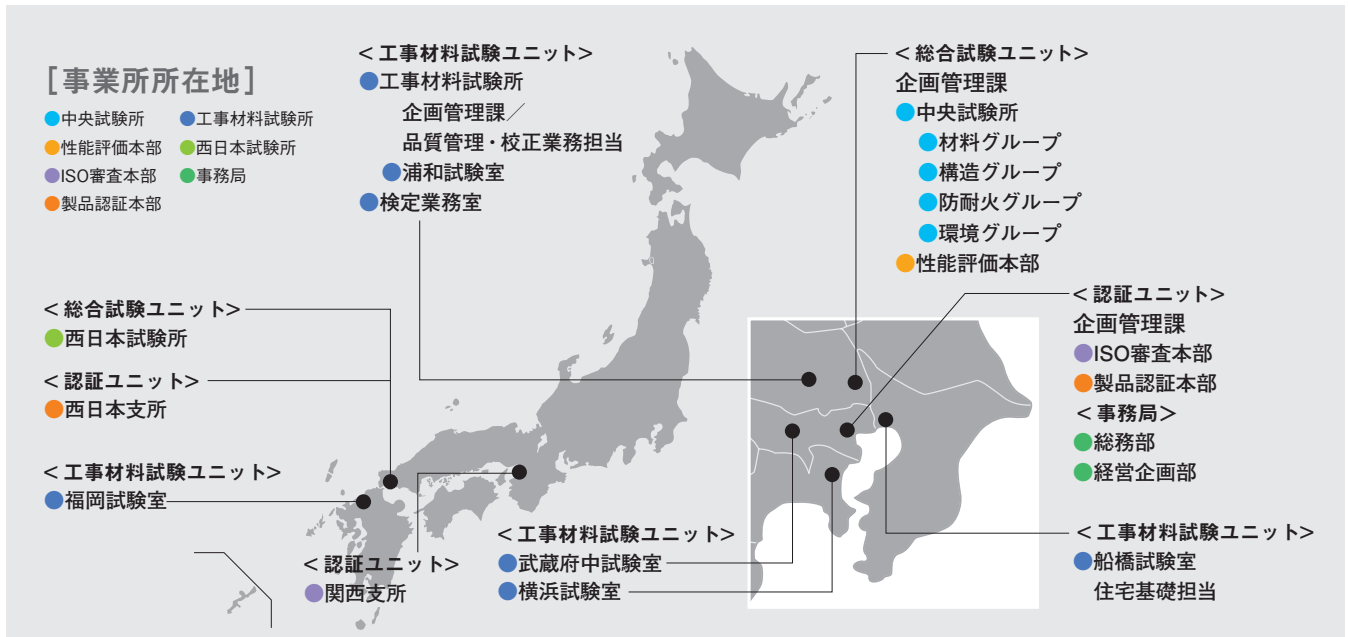 [事業所所在地]
中央試験所
工事材料試験所
性能評価本部
西日本試験所
ISO審査本部
事務局
製品認証本部
<工事材料試験ユニット>
工事材料試験所
企画管理課／
品質管理・校正業務担当
浦和試験室
検定業務室
<総合試験ユニット>
企画管理課
中央試験所
材料グループ
構造グループ
防耐火グループ
環境グループ
性能評価本部
<総合試験ユニット>
西日本試験所
<認証ユニット>
西日本支所
<工事材料試験ユニット>
福岡試験室
<認証ユニット>
関西支所
<工事材料試験ユニット>
武蔵府中試験室
横浜試験室
<認証ユニット>
企画管理課
ISO審査本部
製品認証本部
<事務局>
総務部
経営企画部
<工事材料試験ユニット>
船橋試験室
住宅基礎担当